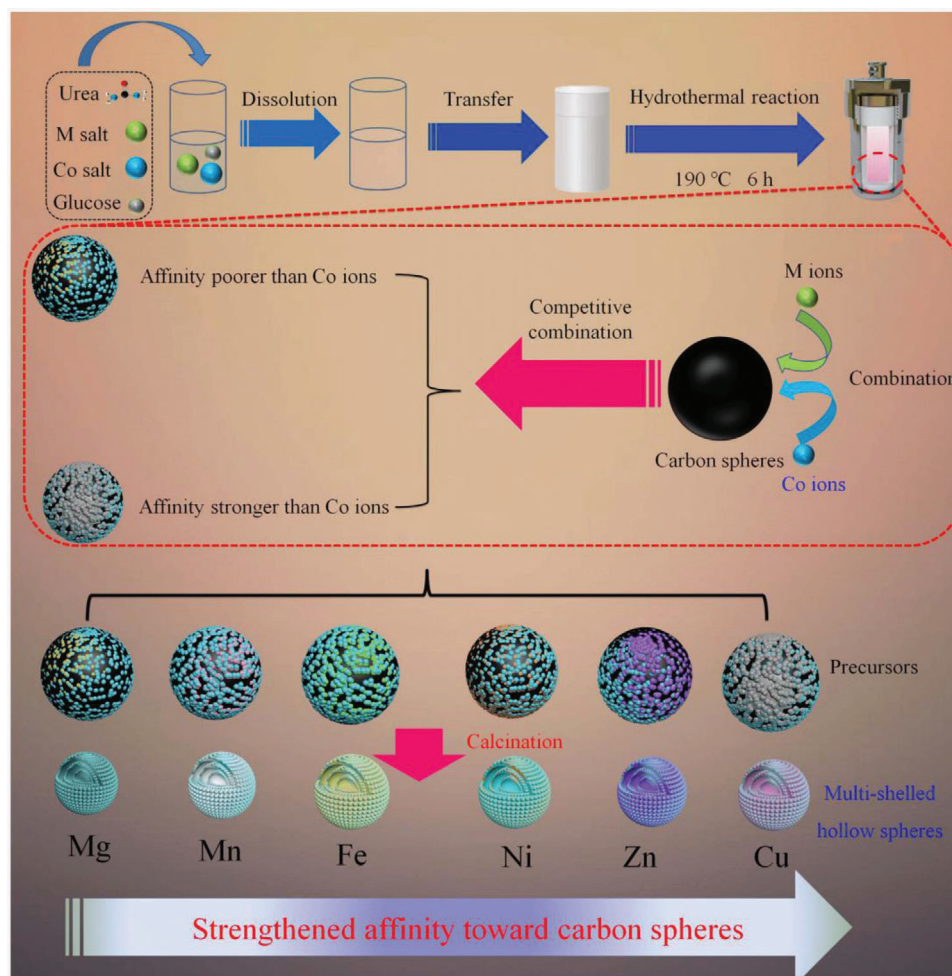 Urea
M salt
Co salt
Glucose
Dissolution
Transfer
Hydrothermal reaction
190 °C 6 h
Affinity poorer than Co ions
Competitive
combination
M ions
Combination
Carbon spheres
Co ions
Affinity stronger than Co ions
Precursors
Calcination
Multi-shelled
hollow spheres
Mg
Mn
Fe
Ni
Zn
Cu
Strengthened affinity toward carbon spheres